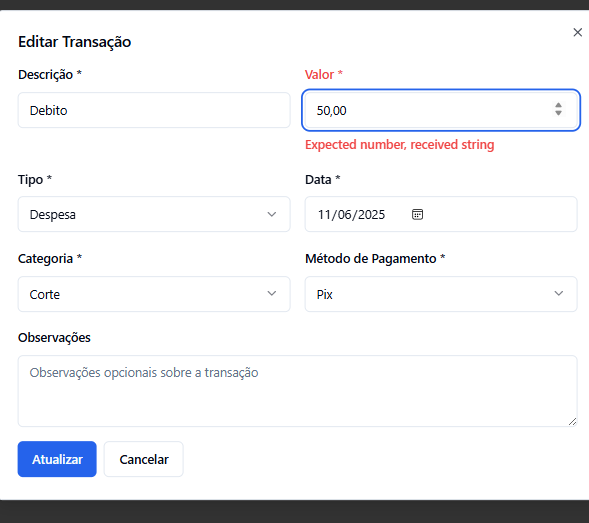 Editar Transação
Descrição *
Valor *
Debito
50,00
Expected number, received string
Tipo *
Data *
Despesa
11/06/2025
Categoria *
Método de Pagamento *
Corte
Pix
Observações
Observações opcionais sobre a transação
Atualizar
Cancelar